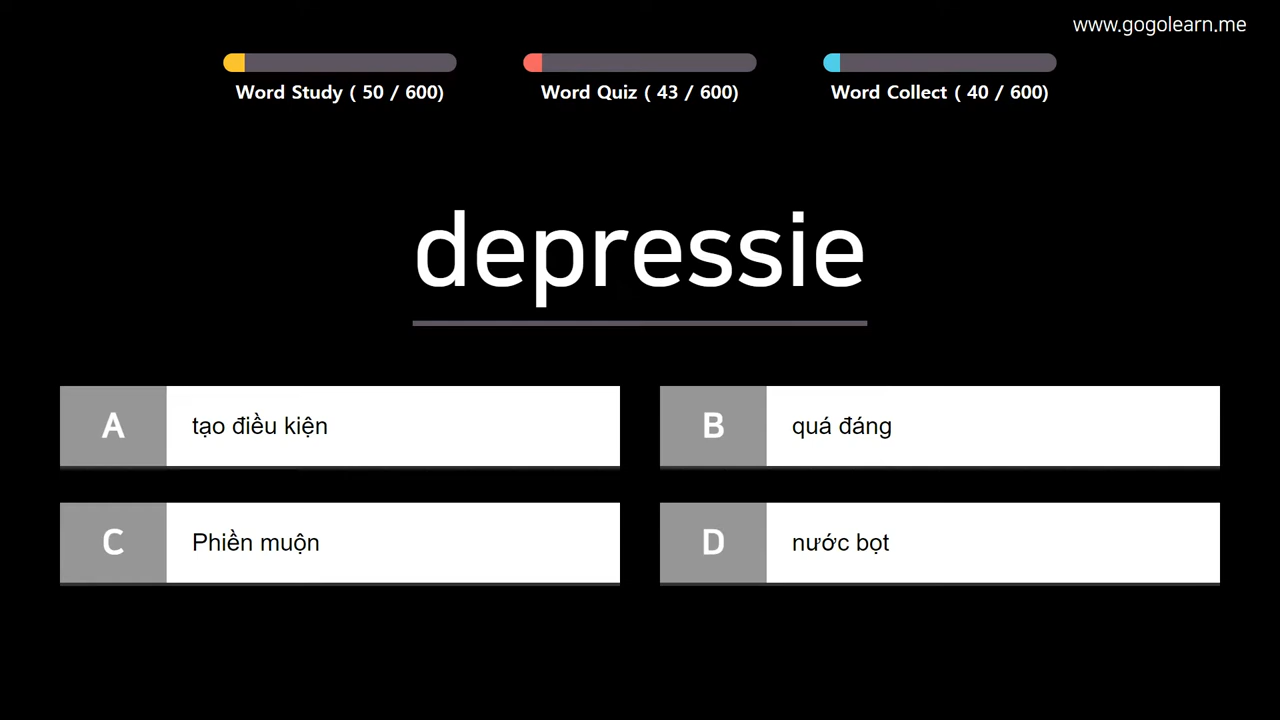 www.gogolearn.me
Word Study ( 50 / 600)
Word Quiz ( 43 / 600)
Word Collect ( 40 / 600)
depressie
A tạo điều kiện
B quá đáng
C Phiền muộn
D nước bọt